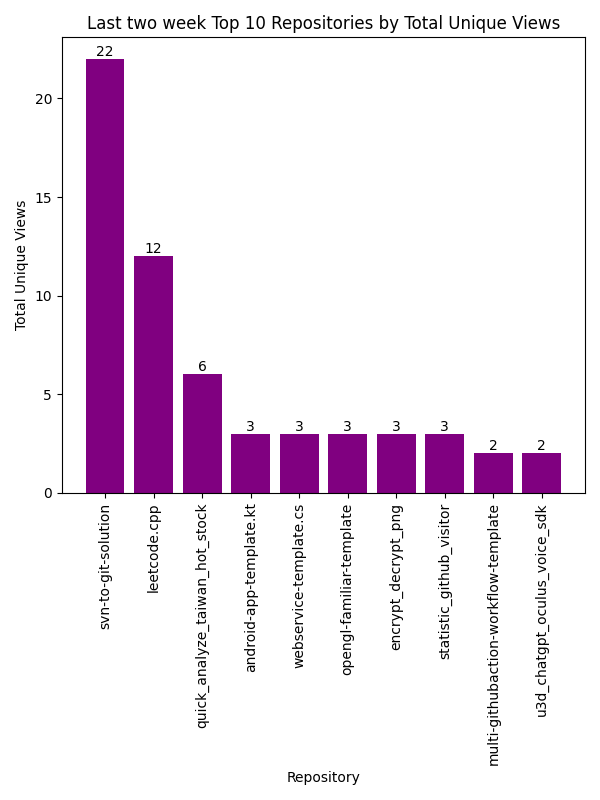 Last two week Top 10 Repositories by Total Unique Views
Total Unique Views
20
15
10
5
0
22
12
6
3
3
3
3
3
2
2
svn-to-git-solution
leetcode.cpp
quick_analyze_taiwan_hot_stock
android-app-template.kt
webservice-template.cs
opengl-familiar-template
encrypt_decrypt_png
statistic_github_visitor
multi-githubaction-workflow-template
u3d_chatgpt_oculus_voice_sdk
Repository